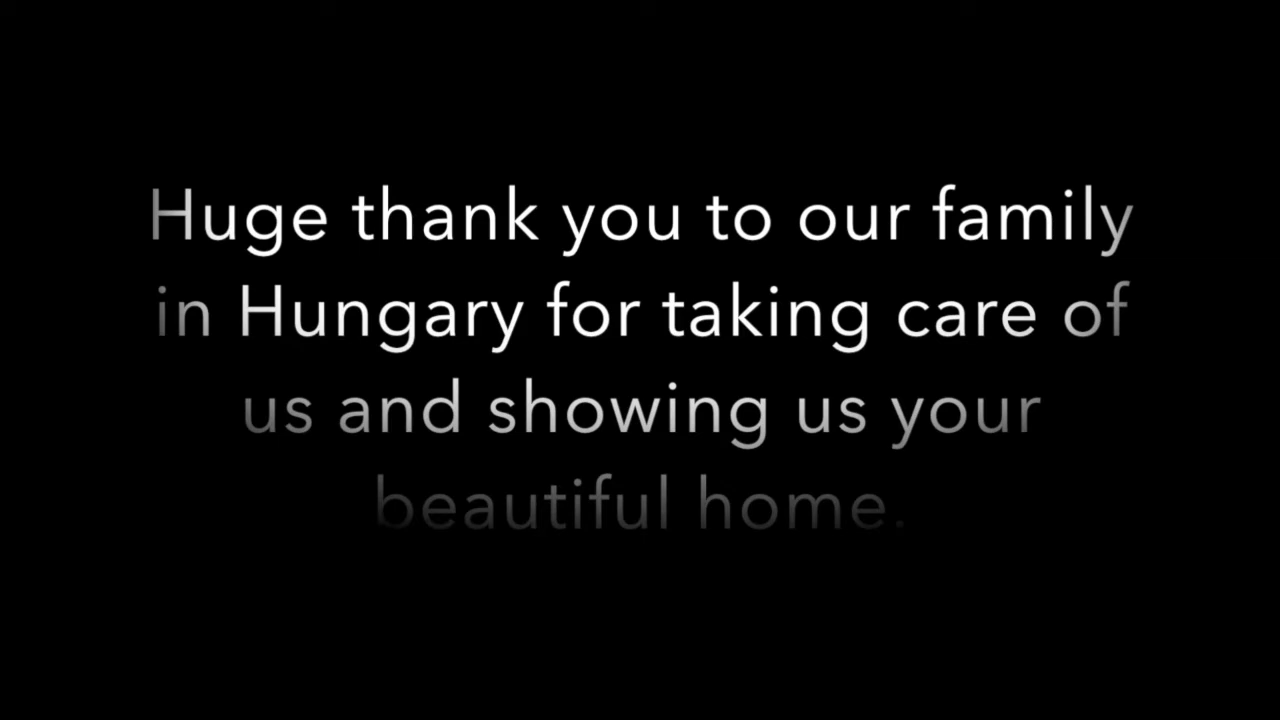 Huge thank you to our family
in Hungary for taking care of
us and showing us your
beautiful home.